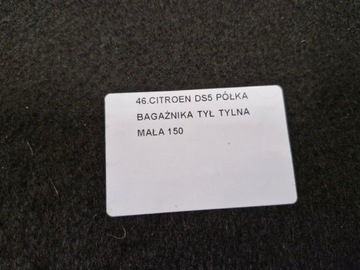 46.CITROEN DS5 PÓŁKA
BAGAŻNIKA TYŁ TYLNA
MAŁA 150